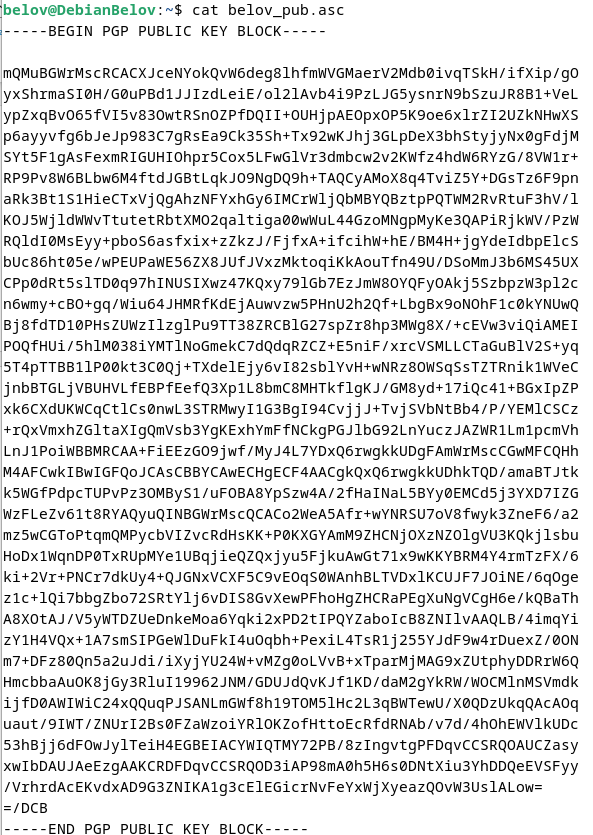 belov@DebianBelov:~$ cat belov_pub.asc
-----BEGIN PGP PUBLIC KEY BLOCK-----

mQMuBGWrMscRCACXJceNYokQvW6deg8lhfmWVGMaerV2Mdb0ivqTSkH/ifXip/gO
yxShrmaSI0H/G0uPBd1JJIzdLeiE/ol2lAvb4i9PzLJG5ysnrN9bSzuJR8B1+VeL
ypZxqBvO65fVI5v83OwtRSnOZPfDQII+OUHjpAEOpxOP5K9oe6xlrZI2UZkNHwXS
p6ayyvfg6bJeJp983C7gRsEa9Ck35Sh+Tx92wKJhj3GLpDeX3bhStyjyNx0gFdjM
SYt5F1gAsFexmRIGUHIOhpr5Cox5LFwGlVr3dmbcw2v2KWfz4hdW6RYzG/8VW1r+
RP9Pv8W6BLbw6M4ftdJGBtLqkJO9NgDQ9h+TAQCyAMoX8q4TviZ5Y+DGsTz6F9pn
aRk3Bt1S1HieCTxVjQgAhzNFYxhGy6IMCrWljQbMBYQBztpPQTWM2RvRtuF3hV/l
KOJ5WjldWWvTtutetRbtXMO2qaltiga00wWuL44GzoMNgpMyKe3QAPiRjkWV/PzW
RQldI0MsEyy+pboS6asfxix+zZkzJ/FjfxA+ifcihW+hE/BM4H+jgYdeIdbpElcS
bUc86ht05e/wPEUPaWE56ZX8JUfJVxzMktoqiKkAouTfn49U/DSoMmJ3b6MS45UX
CPp0dRt5slTD0q97hINUSIXwz47KQxy79lGb7EzJmW8OYQFyOAkj5SzbpzW3pl2c
n6wmy+cBO+gq/Wiu64JHMRfKdEjAuwvzw5PHnU2h2Qf+LbgBx9oNOhF1c0kYNUwQ
Bj8fdTD10PHsZUWzIlzglPu9TT38ZRCBlG27spZr8hp3MWg8X/+cEVw3viQiAMEI
POQfHUi/5hlM038iYMTlNoGmekC7dQdqRZCZ+E5niF/xrcVSMLLCTaGuBlV2S+yq
5T4pTTBB1lP00kt3C0Qj+TXdelEjy6vI82sblYvH+wNRz8OWSqSsTZTRnik1WVeC
jnbBTGLjVBUHVLfEBPfEefQ3Xp1L8bmC8MHTkflgKJ/GM8yd+17iQc41+BGxIpZP
xk6CXdUKWCqCtlCs0nwL3STRMwyI1G3BgI94CvjjJ+TvjSVbNtBb4/P/YEMlCSCz
+rQxVmxhZGltaXIgQmVsb3YgKExhYmFfNCkgPGJlbG92LnYuczJAZWR1Lm1pcmVh
LnJ1PoiWBBMRCAA+FiEEzGO9jwf/MyJ4L7YDxQ6rwgkkUDgFAmWrMscCGwMFCQHh
M4AFCwkIBwIGFQoJCAsCBBYCAwECHgECF4AACgkQxQ6rwgkkUDhkTQD/amaBTJtk
k5WGfPdpcTUPvPz3OMByS1/uFOBA8YpSzw4A/2fHaINaL5BYy0EMCd5j3YXD7IZG
WzFLeZv61t8RYAQyuQINBGWrMscQCACo2WeA5Afr+wYNRSU7oV8fwyk3ZneF6/a2
mz5wCGToPtqmQMPycbVIZvcRdHsKK+P0KXGYAmM9ZHCNjOXzNZOlgVU3KQkjlsbu
HoDx1WqnDP0TxRUpMYe1UBqjieQZQxjyu5FjkuAwGt71x9wKKYBRM4Y4rmTzFX/6
ki+2Vr+PNCr7dkUy4+QJGNxVCXF5C9vEOqS0WAnhBLTVDxlKCUJF7JOiNE/6qOge
z1c+lQi7bbgZbo72SRtYlj6vDIS8GvXewPFhoHgZHCRaPEgXuNgVCgH6e/kQBaTh
A8XOtAJ/V5yWTDZUeDnkeMoa6Yqki2xPD2tIPQYZaboIcB8ZNIlvAAQLB/4imqYi
zY1H4VQx+1A7smSIPGeWlDuFkI4uOqbh+PexiL4TsR1j255YJdF9w4rDuexZ/0ON
m7+DFz80Qn5a2uJdi/iXyjYU24W+vMZg0oLVvB+xTparMjMAG9xZUtphyDDRrW6Q
HmcbbaAuOK8jGy3RluI19962JNM/GDUJdQvKJf1KD/daM2gYkRW/WOCMlnMSVmdk
ijfD0AWIWiC24xQQuqPJSANLmGWf8h19TOM5lHc2L3qBWTewU/X0QDzUkqQAcAOq
uaut/9IWT/ZNUrI2Bs0FZaWzoiYRlOKZofHttoEcRfdRNAb/v7d/4hOhEWVlkUDc
53hBjj6dFOwJylTeiH4EGBEIACYWIQTMY72PB/8zIngvtgPFDqvCCSRQOAUCZasy
xwIbDAUJAeEzgAAKCRDFDqvCCSRQOD3iAP98mA0h5H6s0DNtXiu3YhDDQeEVSFyy
/VrhrdAcEKvdxAD9G3ZNIKA1g3cElEGicrNvFeYxWjXyeazQOvW3UslALow=
=/DCB
-----END PGP PUBLIC KEY BLOCK-----